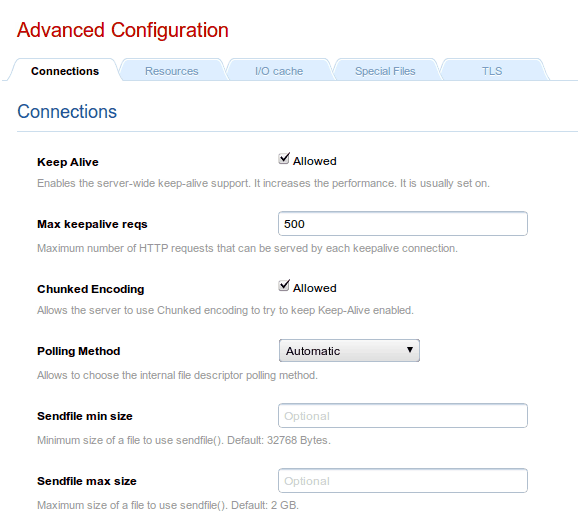 Advanced Configuration
Connections Resources I/O cache Special Files TLS
Connections
Keep Alive Allowed
Enables the server-wide keep-alive support. It increases the performance. It is usually set on.
Max keepalive reqs 500
Maximum number of HTTP requests that can be served by each keepalive connection.
Chunked Encoding Allowed
Allows the server to use Chunked encoding to try to keep Keep-Alive enabled.
Polling Method Automatic
Allows to choose the internal file descriptor polling method.
Sendfile min size Optional
Minimum size of a file to use sendfile(). Default: 32768 Bytes.
Sendfile max size Optional
Maximum size of a file to use sendfile(). Default: 2 GB.